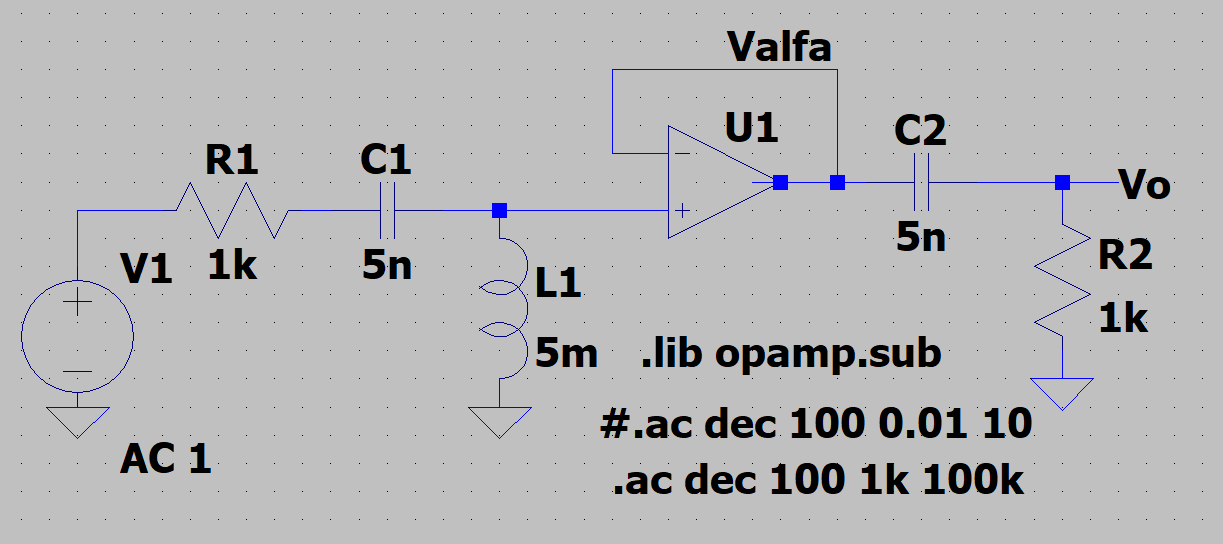 Valfa
U1
C2
R1
C1
Vo
V1
1k
5n
5n
R2
L1
1k
5m
.lib opamp.sub
#.ac dec 100 0.01 10
AC 1
.ac dec 100 1k 100k